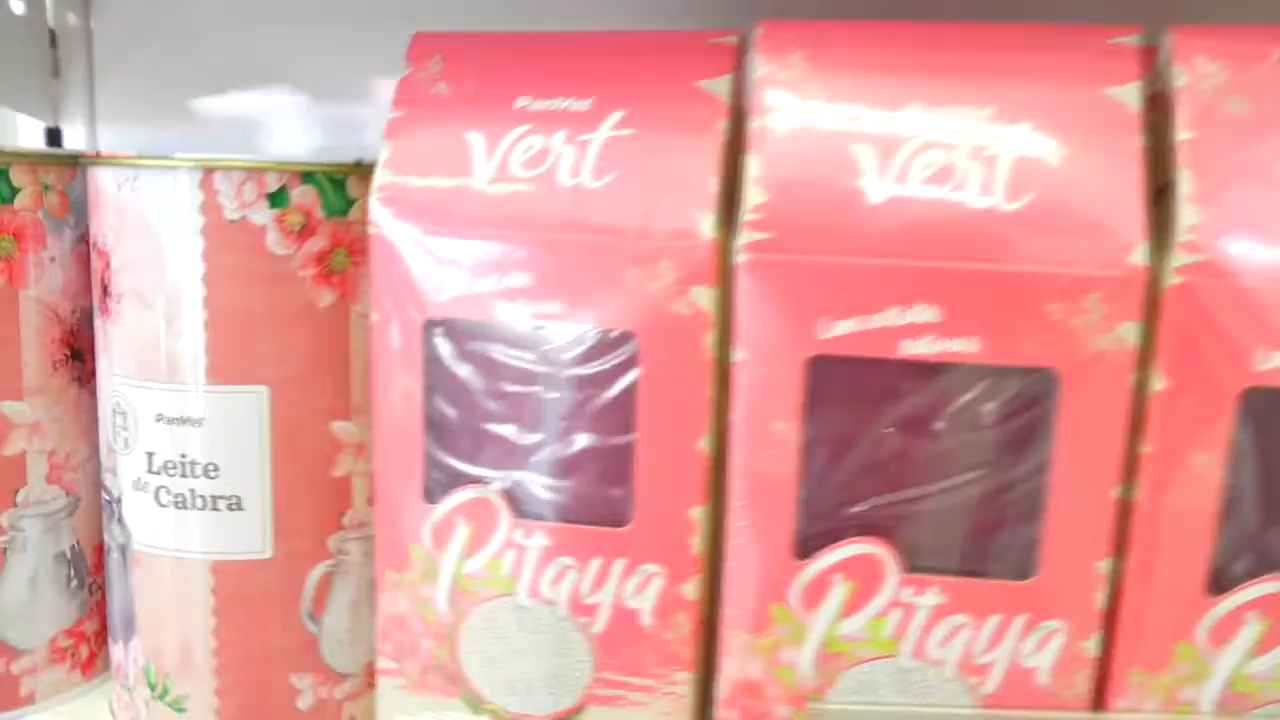 PanVel
Leite
de Cabra
PanVel
vert
Pitaya
vert
Pitaya